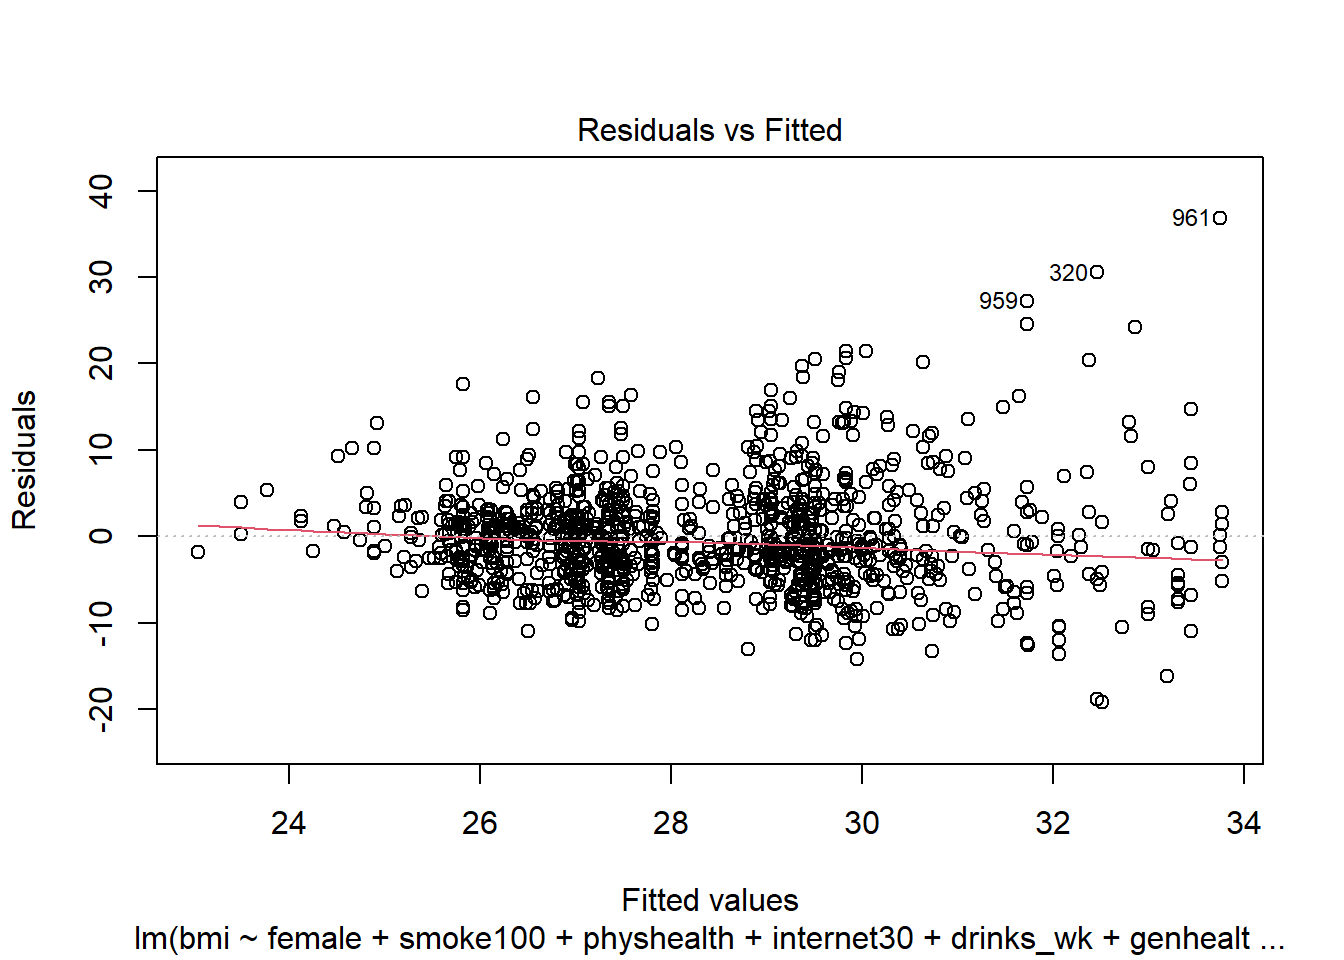 Residuals vs Fitted
Residuals
40
30
20
10
0
-10
-20
961
320
959
24 26 28 30 32 34
Fitted values
lm(bmi ~ female + smoke100 + physhealth + internet30 + drinks_wk + genhealt ...